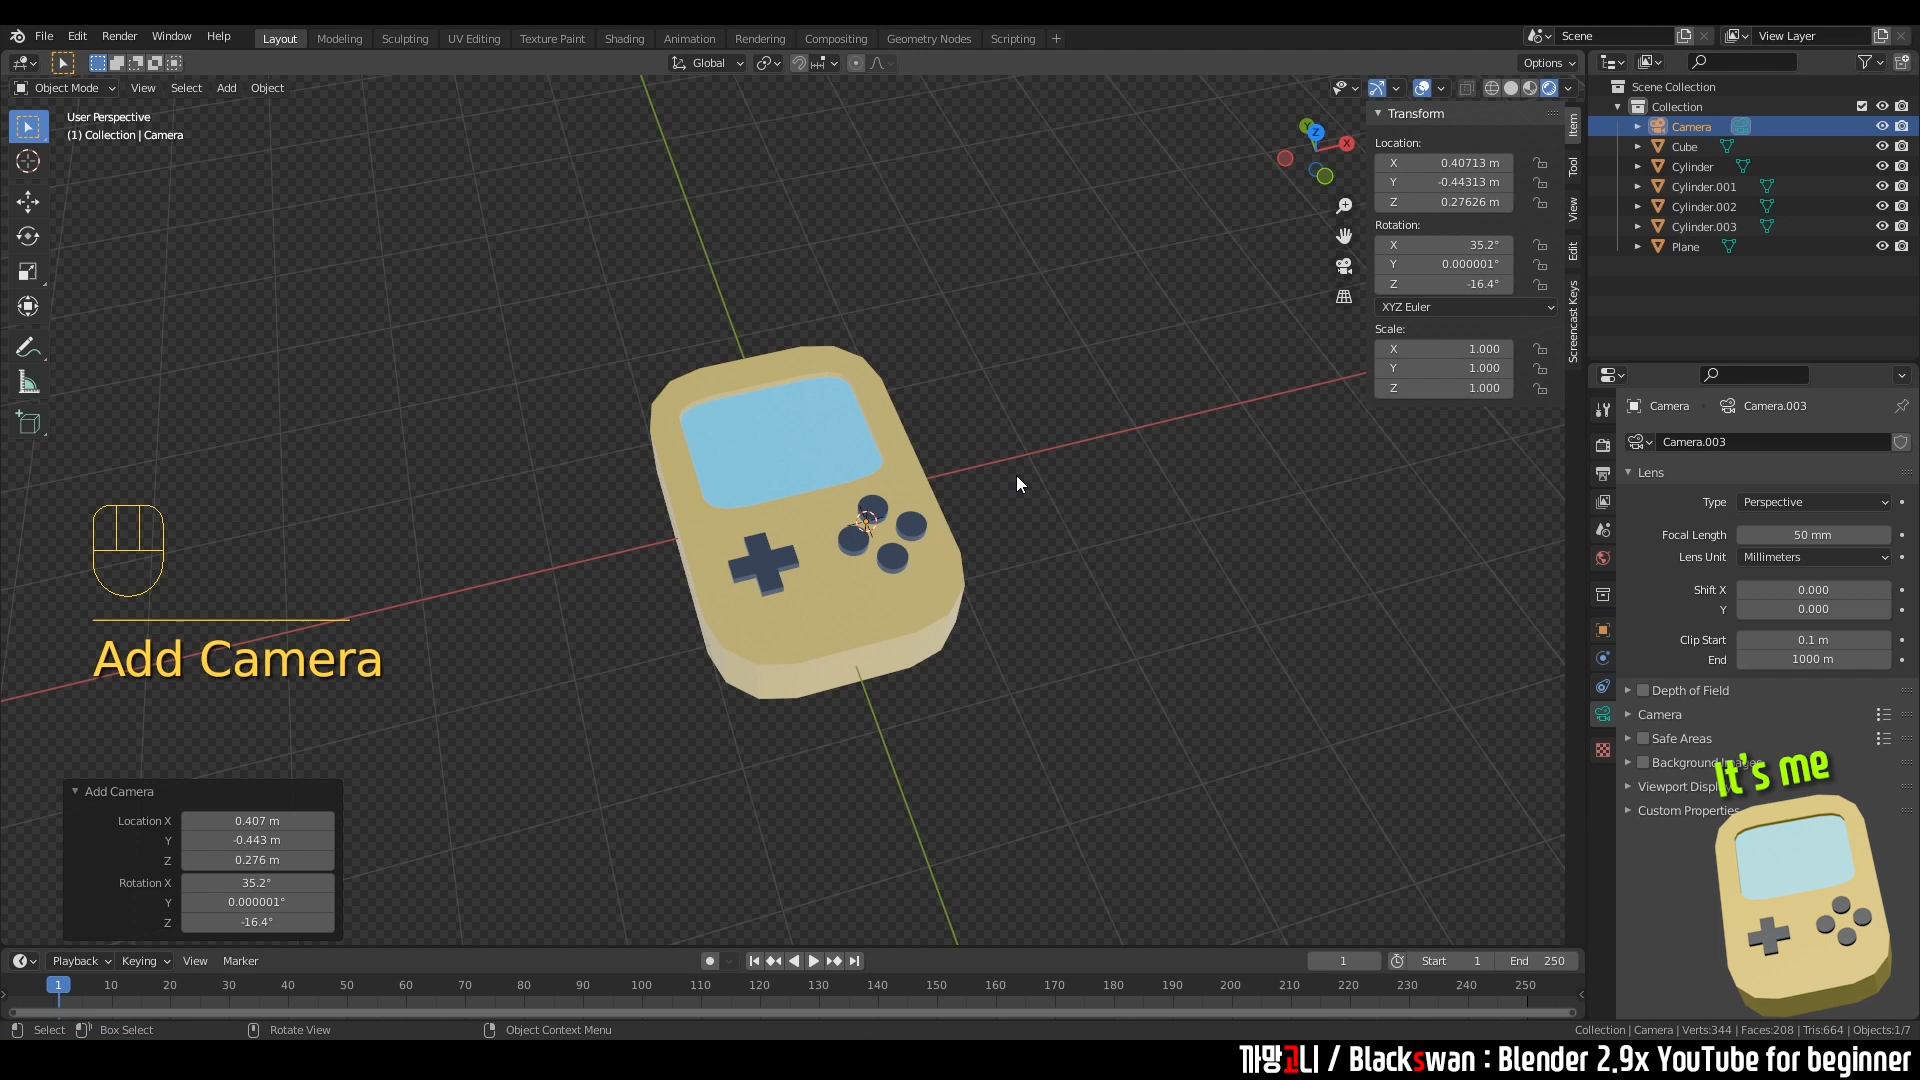 File Edit Render Window Help Layout Modeling Sculpting UV Editing Texture Paint Shading Animation Rendering Compositing Geometry Nodes Scripting + Scene View Layer
Global Options
Object Mode View Select Add Object
User Perspective
(1) Collection | Camera
Transform
Location:
X 0.40713 m
Y -0.44313 m
Z 0.27626 m
Rotation:
X 35.2°
Y 0.000001°
Z -16.4°
XYZ Euler
Scale:
X 1.000
Y 1.000
Z 1.000
Item
Tool
View
Edit
Screencast Keys
Z
Y
X
Scene Collection
Collection
Camera
Cube
Cylinder
Cylinder.001
Cylinder.002
Cylinder.003
Plane
Camera Camera.003
Camera.003
Lens
Type Perspective
Focal Length 50 mm
Lens Unit Millimeters
Shift X 0.000
Y 0.000
Clip Start 0.1 m
End 1000 m
Depth of Field
Camera
Safe Areas
Background Images
Viewport Displ
Custom Properties
It's me
Add Camera
Add Camera
Location X 0.407 m
Y -0.443 m
Z 0.276 m
Rotation X 35.2°
Y 0.000001°
Z -16.4°
Playback Keying View Marker 1 Start 1 End 250
1 10 20 30 40 50 60 70 80 90 100 110 120 130 140 150 160 170 180 190 200 210 220 230 240 250
Select Box Select Rotate View Object Context Menu Collection | Camera | Verts:344 | Faces:208 | Tris:664 | Objects:1/7
까망고니 / Blackswan : Blender 2.9x YouTube for beginner